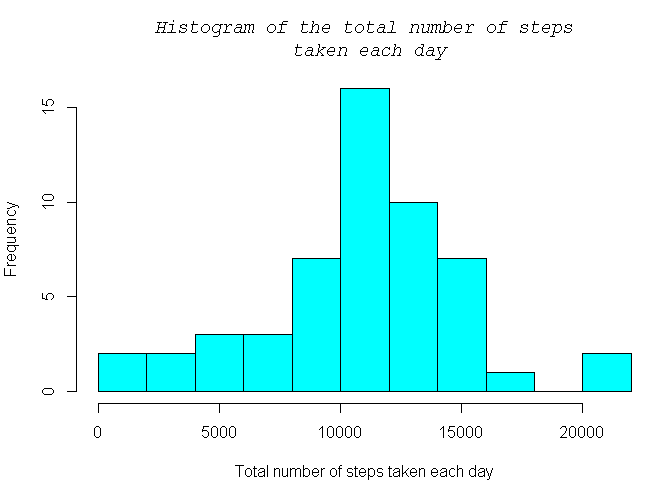 Histogram of the total number of steps
taken each day
Frequency
15
10
5
0
0 5000 10000 15000 20000
Total number of steps taken each day